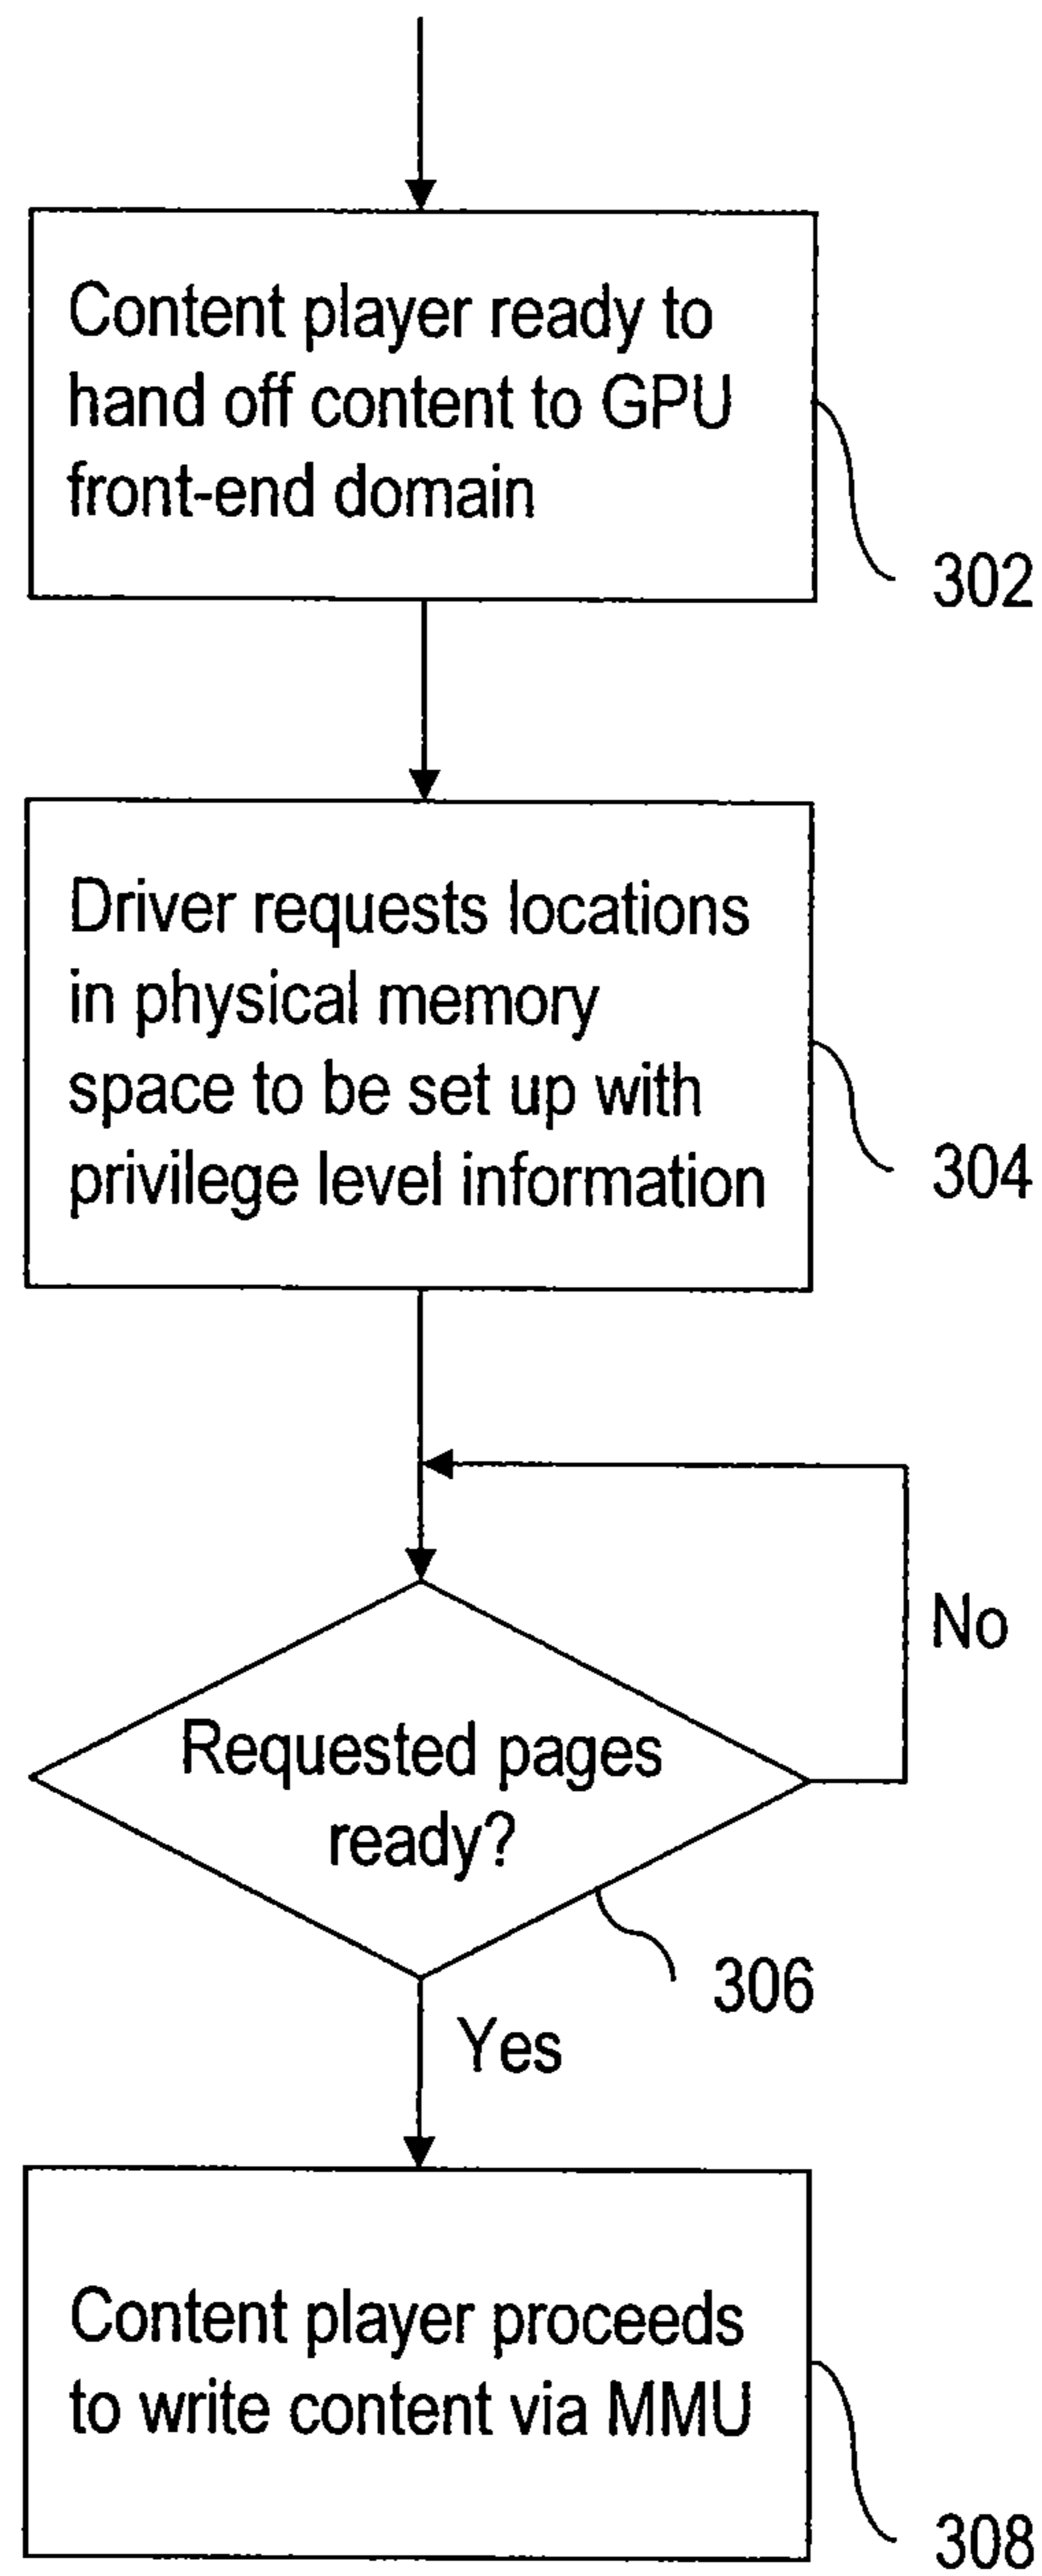 Content player ready to
hand off content to GPU
front-end domain
302
Driver requests locations
in physical memory
space to be set up with
privilege level information
304
No
Requested pages
ready?
306
Yes
Content player proceeds
to write content via MMU
308